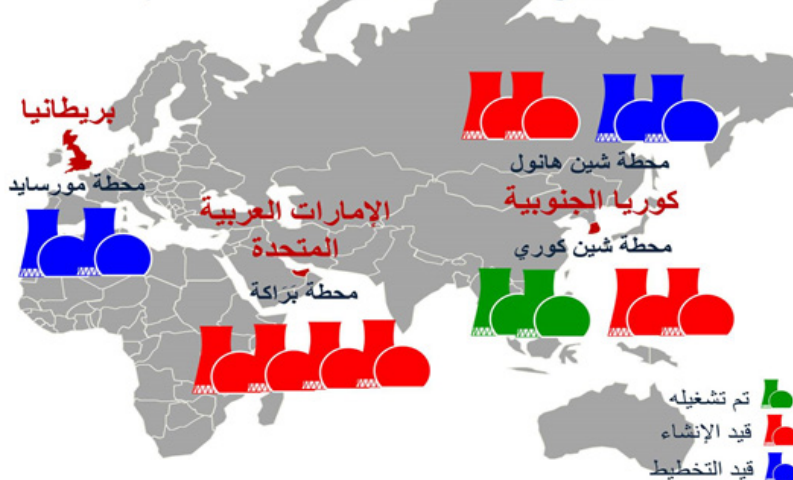 بريطانيا
محطة مورسايد
الإمارات العربية
المتحدة
محطة بَراكة
محطة شين هانول
كوريا الجنوبية
محطة شين كوري
تم تشغيله
قيد الإنشاء
قيد التخطيط